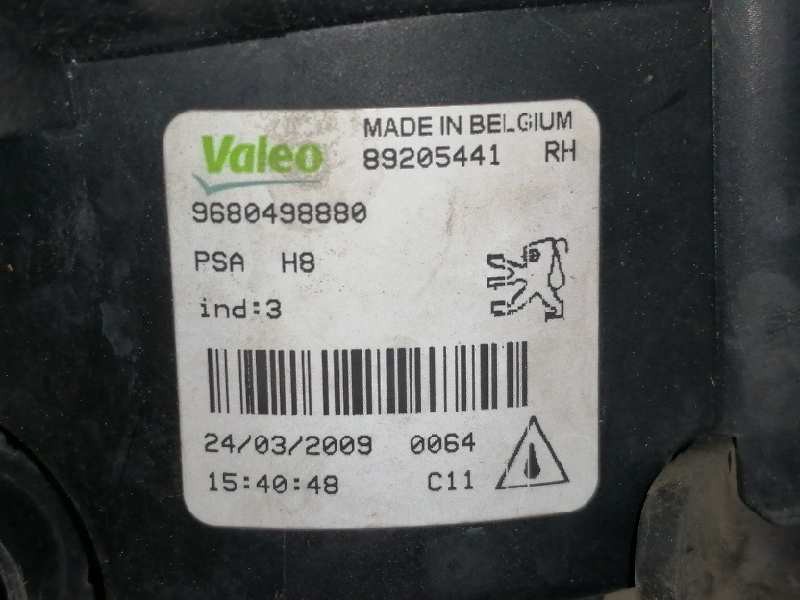 Valeo MADE IN BELGIUM
89205441 RH
9680498880
PSA H8
ind:3
24/03/2009 0064
15:40:48 C11